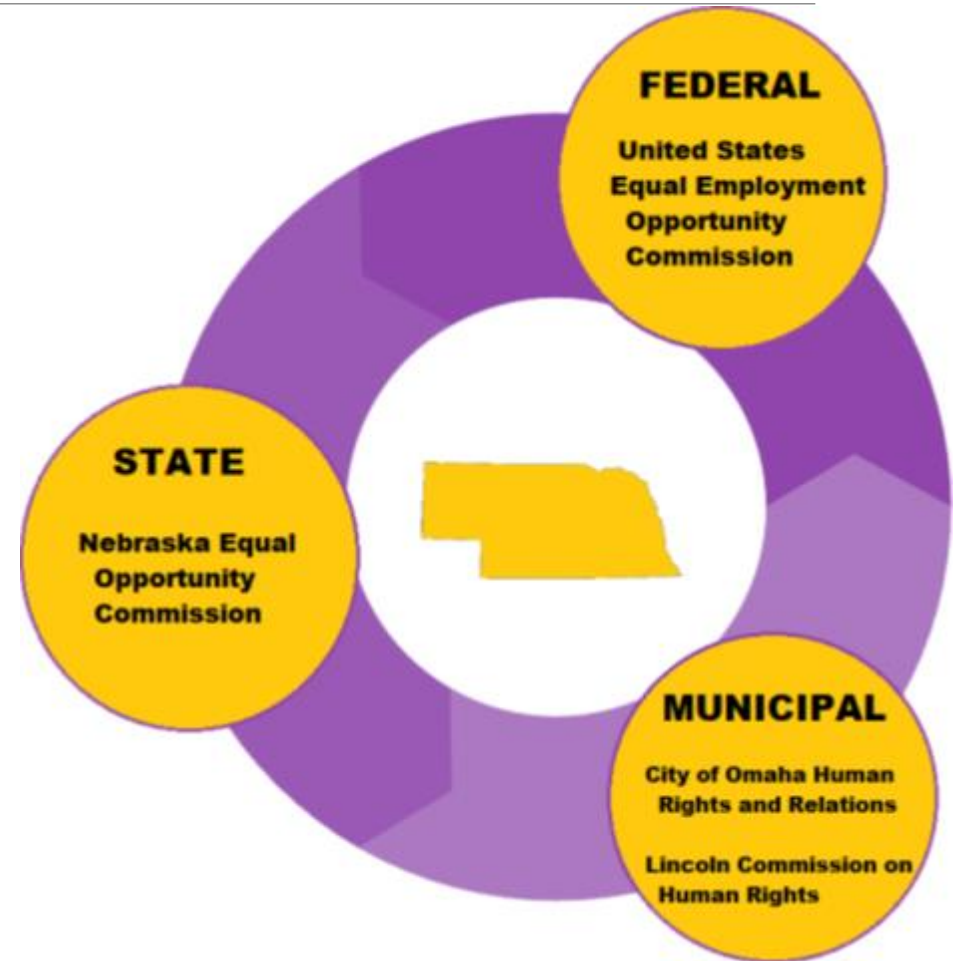 FEDERAL
United States
Equal Employment
Opportunity
Commission
STATE
Nebraska Equal
Opportunity
Commission
MUNICIPAL
City of Omaha Human
Rights and Relations
Lincoln Commission on
Human Rights